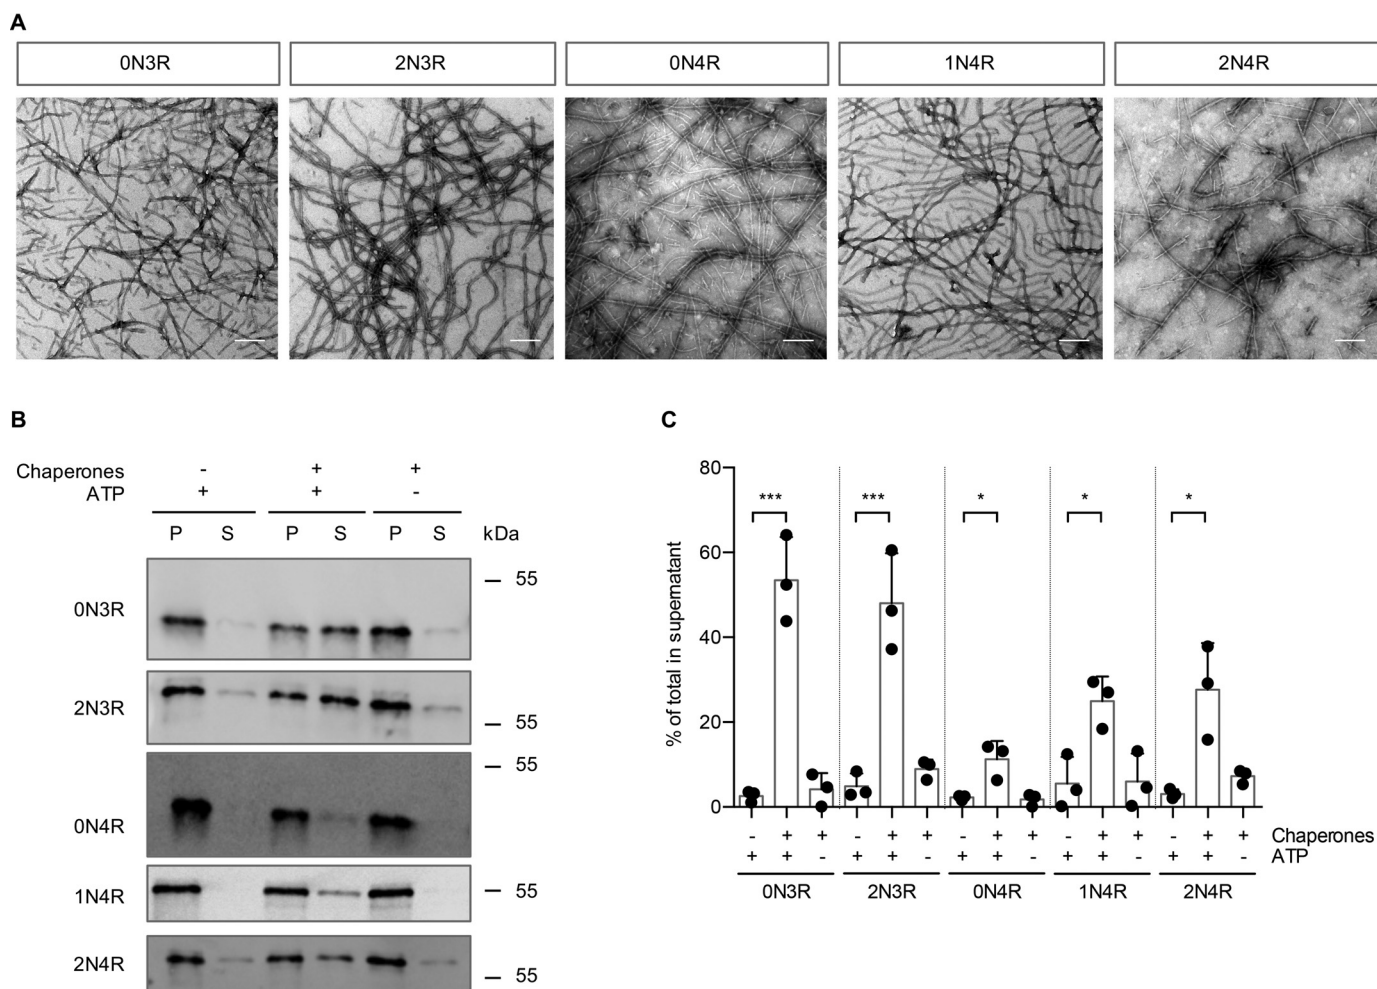 A
0N3R 2N3R 0N4R 1N4R 2N4R
B
Chaperones - + +
ATP + + -
P S P S P S kDa
0N3R
55
2N3R
55
0N4R
55
1N4R
55
2N4R
55
C
% of total in supernatant
80
60
40
20
0
*** *** * * *
- + + - + + - + + - + + - + + Chaperones
+ + - + + - + + - + + - + + - ATP
0N3R 2N3R 0N4R 1N4R 2N4R